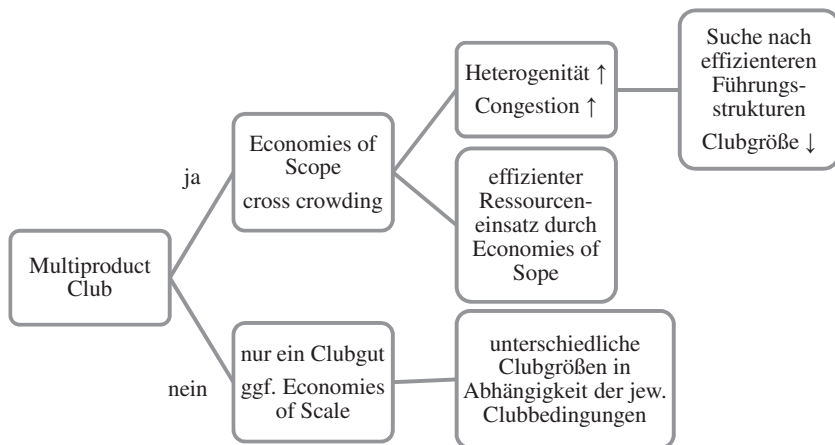 Multiproduct
Club
ja
Economies of
Scope
cross crowding
Heterogenität ↑
Congestion ↑
Suche nach
effizienteren
Führungs-
strukturen
Clubgröße ↓
effizienter
Ressourcen-
einsatz durch
Economies of
Sope
nein
nur ein Clubgut
ggf. Economies
of Scale
unterschiedliche
Clubgrößen in
Abhängigkeit der jew.
Clubbedingungen